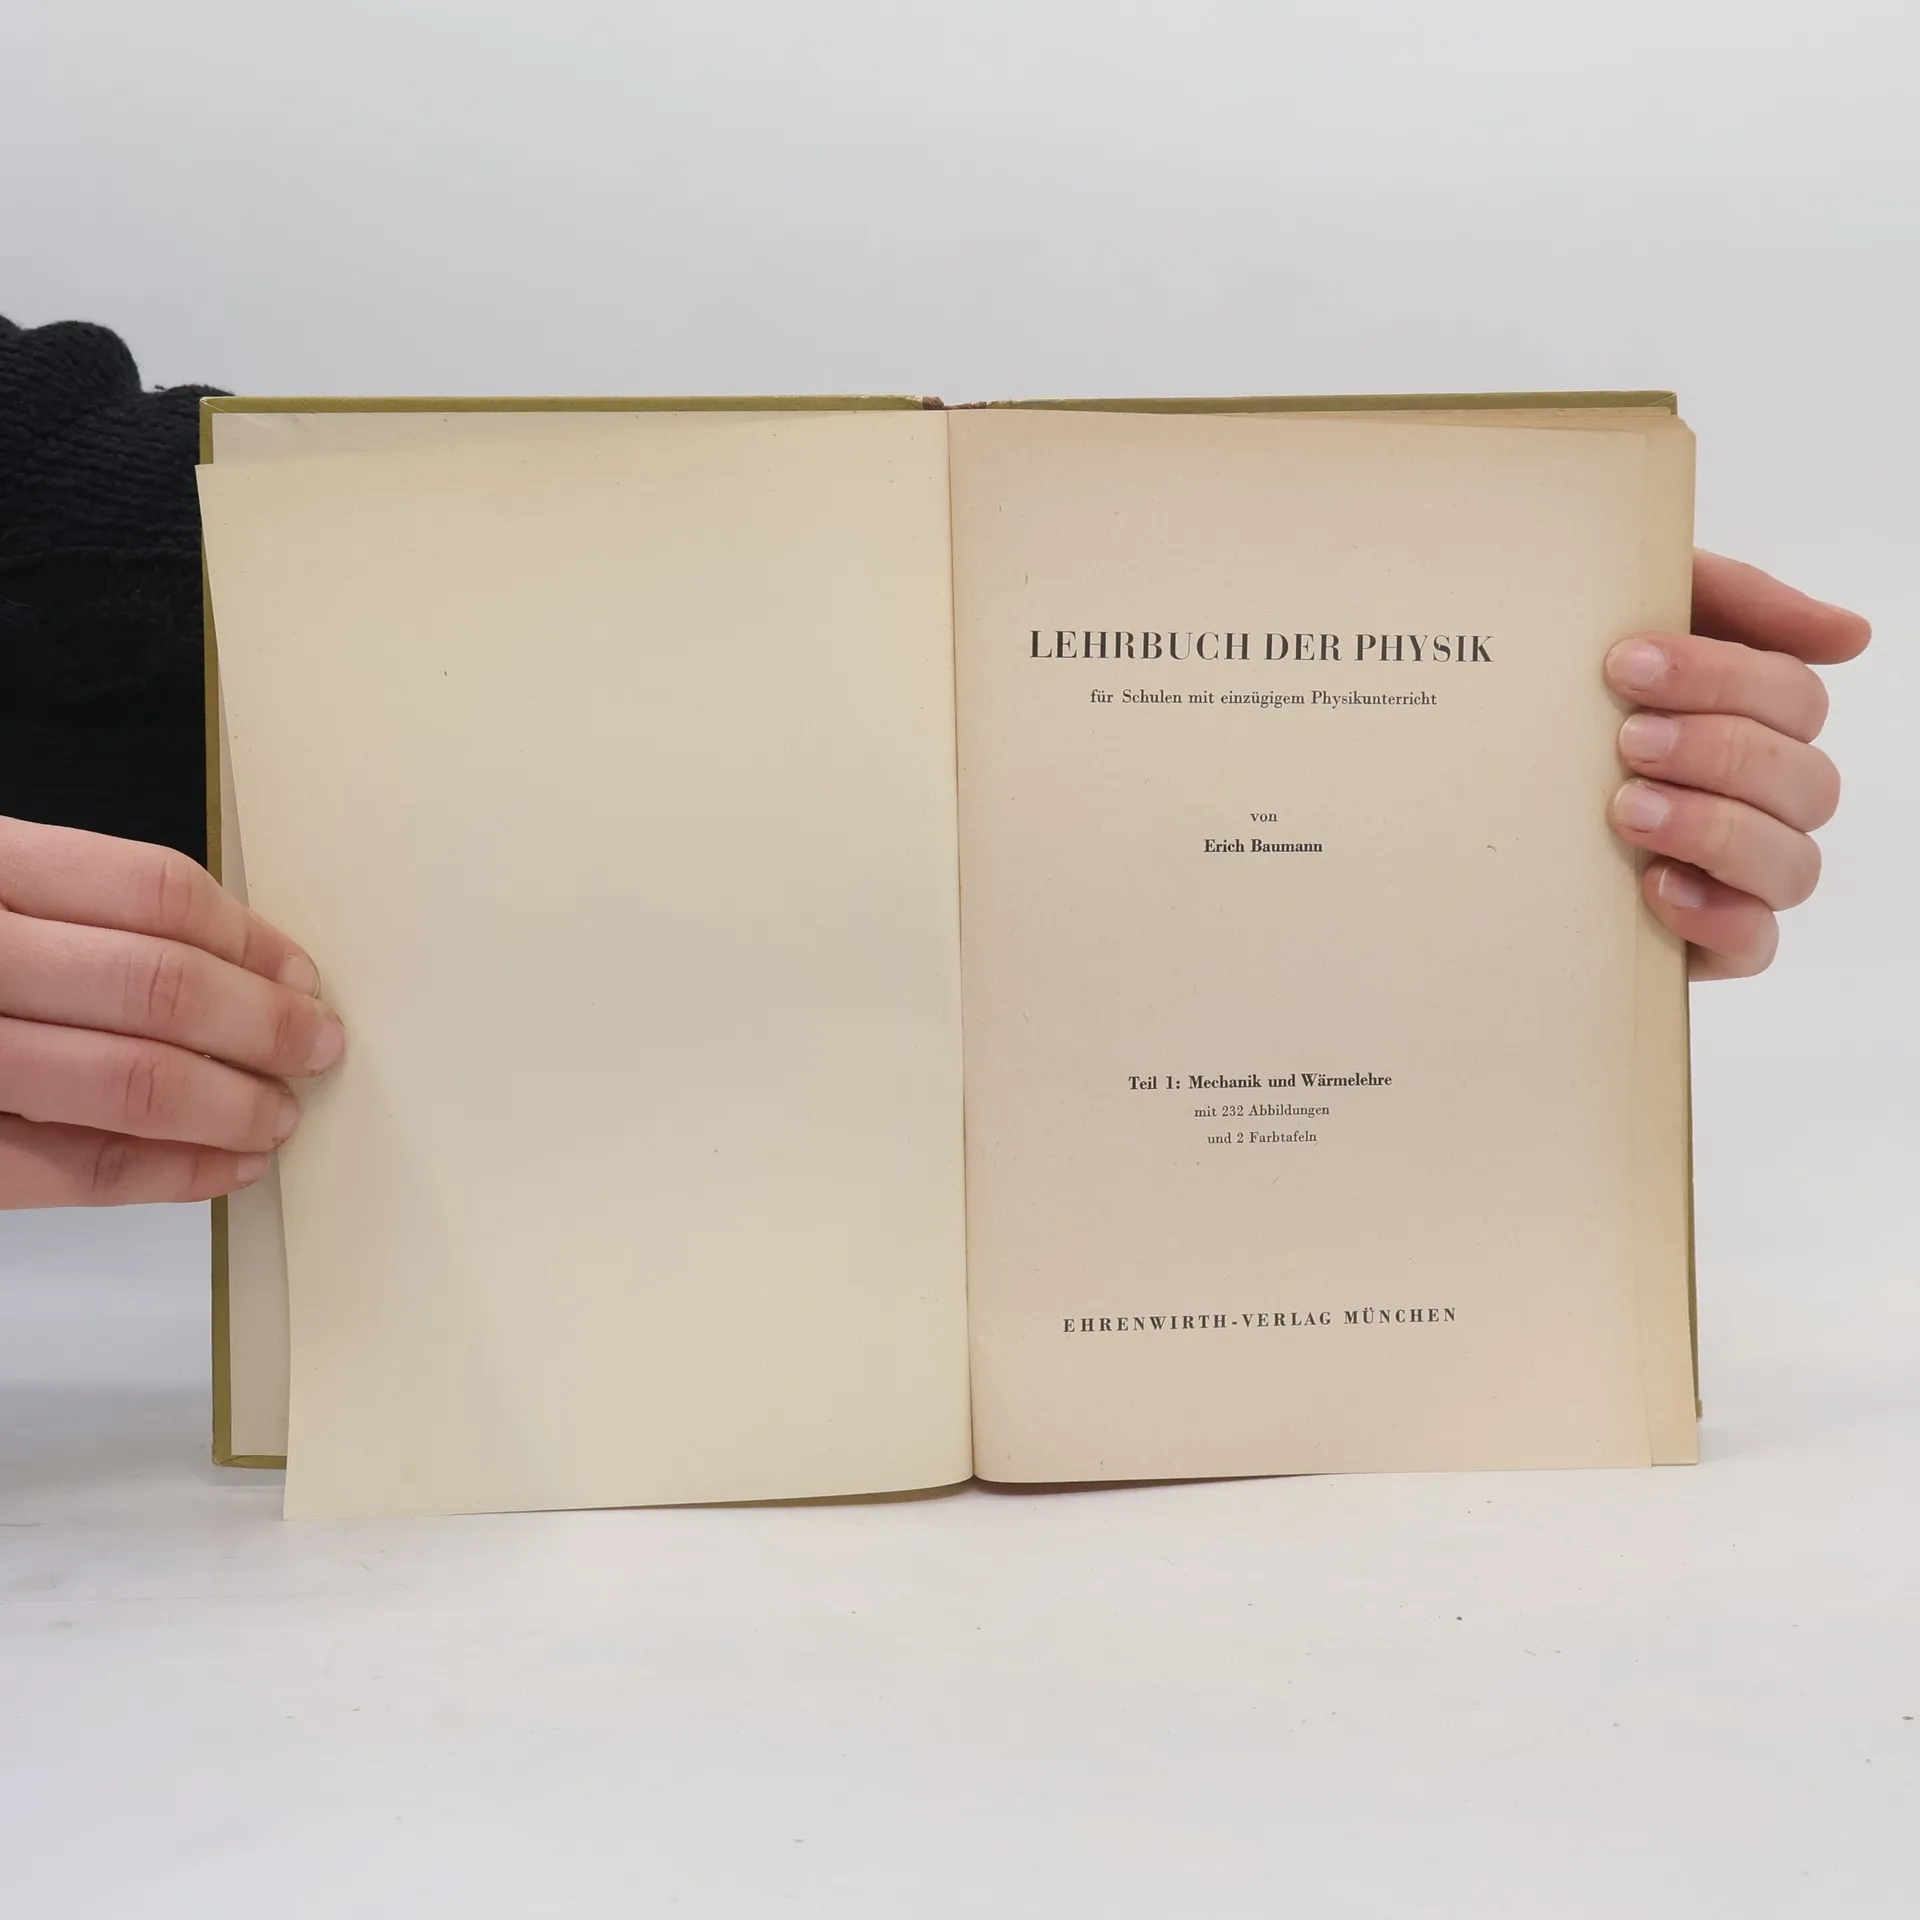 LEHRBUCH DER PHYSIK
für Schulen mit einzügigem Physikunterricht
von
Erich Baumann
Teil 1: Mechanik und Wärmelehre
mit 232 Abbildungen
und 2 Farbtafeln
EHRENWIRTH-VERLAG MÜNCHEN